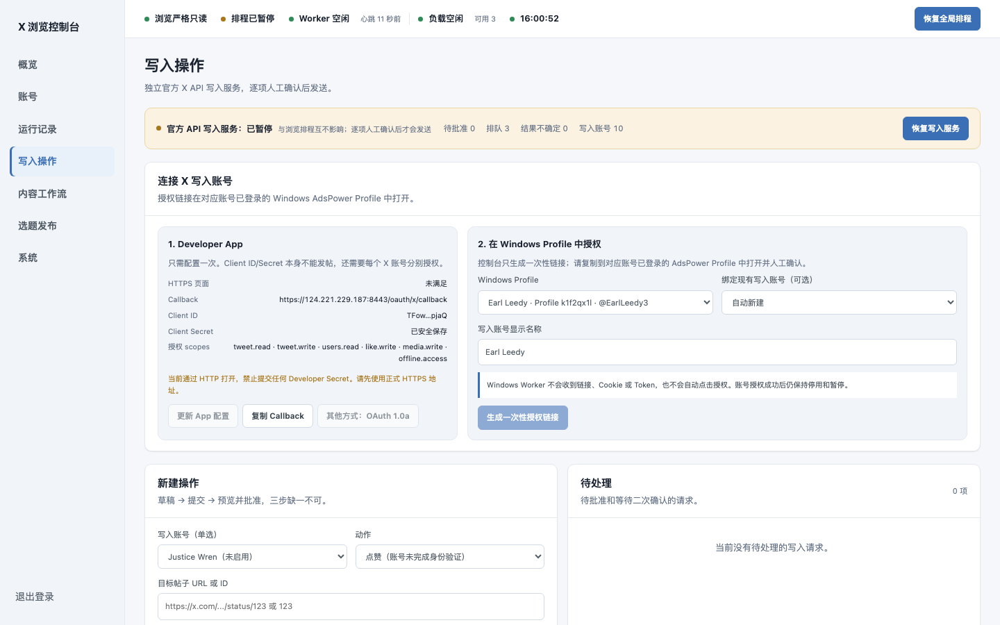 X 浏览控制台
概览
账号
运行记录
写入操作
内容工作流
选题发布
系统
退出登录
浏览严格只读 排程已暂停 Worker 空闲 心跳 11 秒前 负载空闲 可用 3 16:00:52 恢复全局排程
写入操作
独立官方 X API 写入服务，逐项人工确认后发送。
官方 API 写入服务：已暂停 与浏览排程互不影响；逐项人工确认后才会发送 待批准 0 排队 3 结果不确定 0 写入账号 10 恢复写入服务
连接 X 写入账号
授权链接在对应账号已登录的 Windows AdsPower Profile 中打开。
1. Developer App
只需配置一次。Client ID/Secret 本身不能发帖，还需要每个 X 账号分别授权。
HTTPS 页面 未满足
Callback https://124.221.229.187:8443/oauth/x/callback
Client ID TFow...pjaQ
Client Secret 已安全保存
授权 scopes tweet.read · tweet.write · users.read · like.write · media.write ·
offline.access
当前通过 HTTP 打开，禁止提交任何 Developer Secret。请先使用正式 HTTPS 地
址。
更新 App 配置 复制 Callback 其他方式：OAuth 1.0a
2. 在 Windows Profile 中授权
控制台只生成一次性链接；请复制到对应账号已登录的 AdsPower Profile 中打开并人工确认。
Windows Profile 绑定现有写入账号（可选）
Earl Leedy · Profile k1f2qx1l · @EarlLeedy3 自动新建
写入账号显示名称
Earl Leedy
Windows Worker 不会收到链接、Cookie 或 Token，也不会自动点击授权。账号授权成功后仍保持停用和暂停。
生成一次性授权链接
新建操作
草稿 → 提交 → 预览并批准，三步缺一不可。
写入账号（单选） 动作
Justice Wren（未启用） 点赞（账号未完成身份验证）
目标帖子 URL 或 ID
https://x.com/.../status/123 或 123
待处理
待批准和等待二次确认的请求。
0 项
当前没有待处理的写入请求。